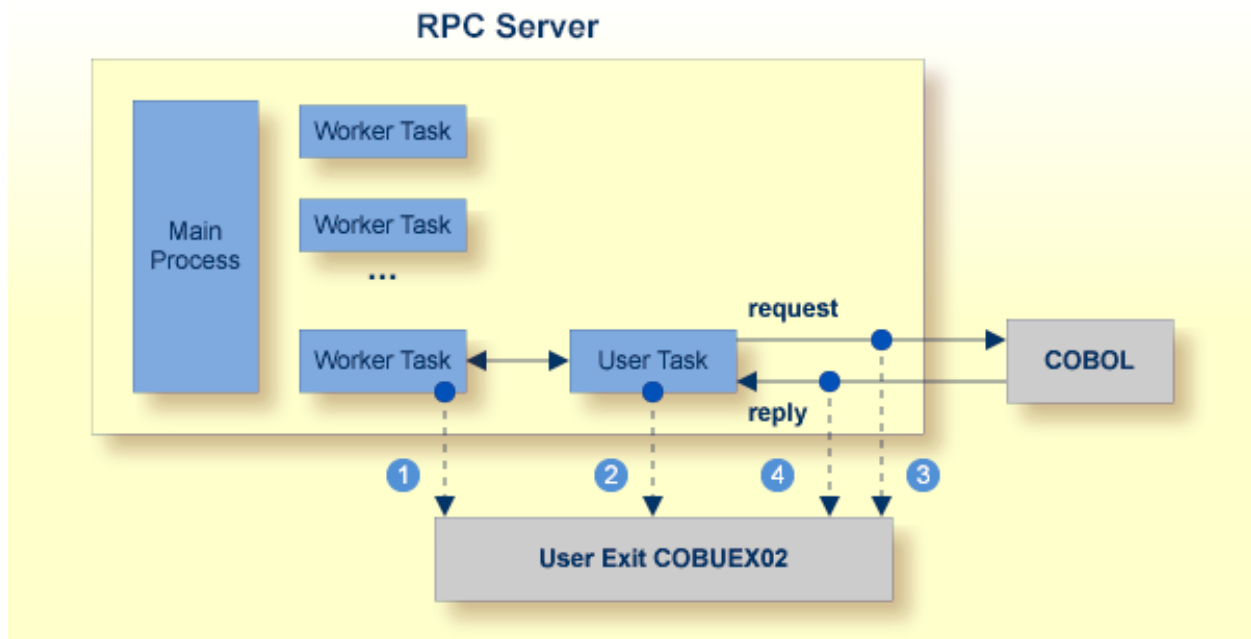 RPC Server
Main
Process
Worker Task
Worker Task
...
Worker Task
User Task
request
reply
COBOL
1
2
4
3
User Exit COBUEX02